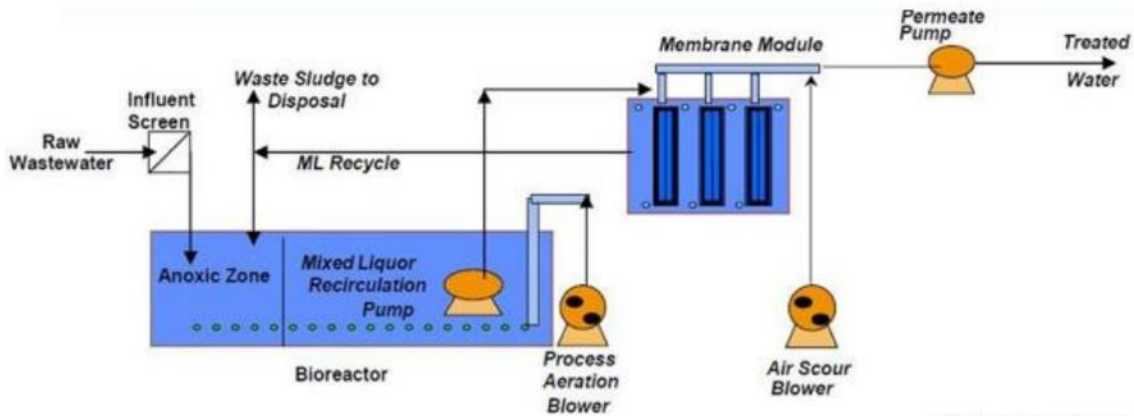 Permeate
Pump
Treated
Water
Membrane Module
Waste Sludge to
Disposal
Influent
Screen
Raw
Wastewater
ML Recycle
Anoxic Zone
Mixed Liquor
Recirculation
Pump
Bioreactor
Process
Aeration
Blower
Air Scour
Blower